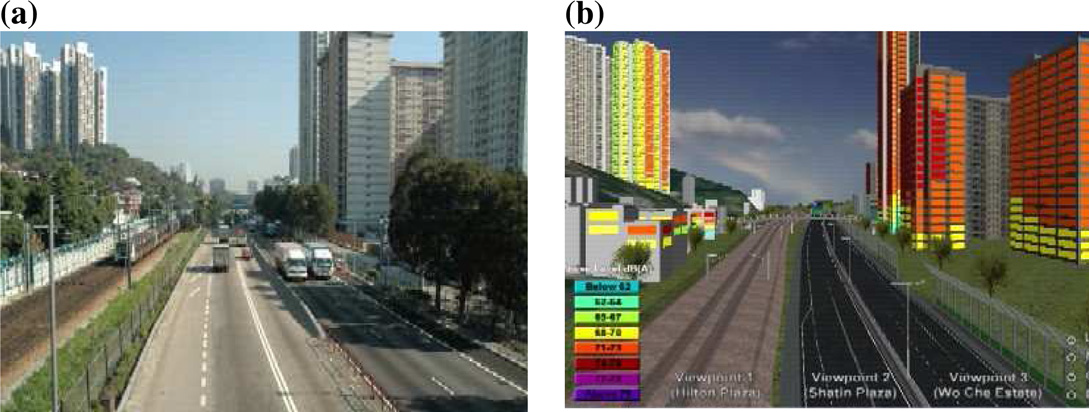 (a)
(b)
Below 62
62-64
65-67
68-70
71-73
Viewpoint 1
(Hilton Plaza)
Viewpoint 2
(Shatin Plaza)
Viewpoint 3
(Wo Che Estate)